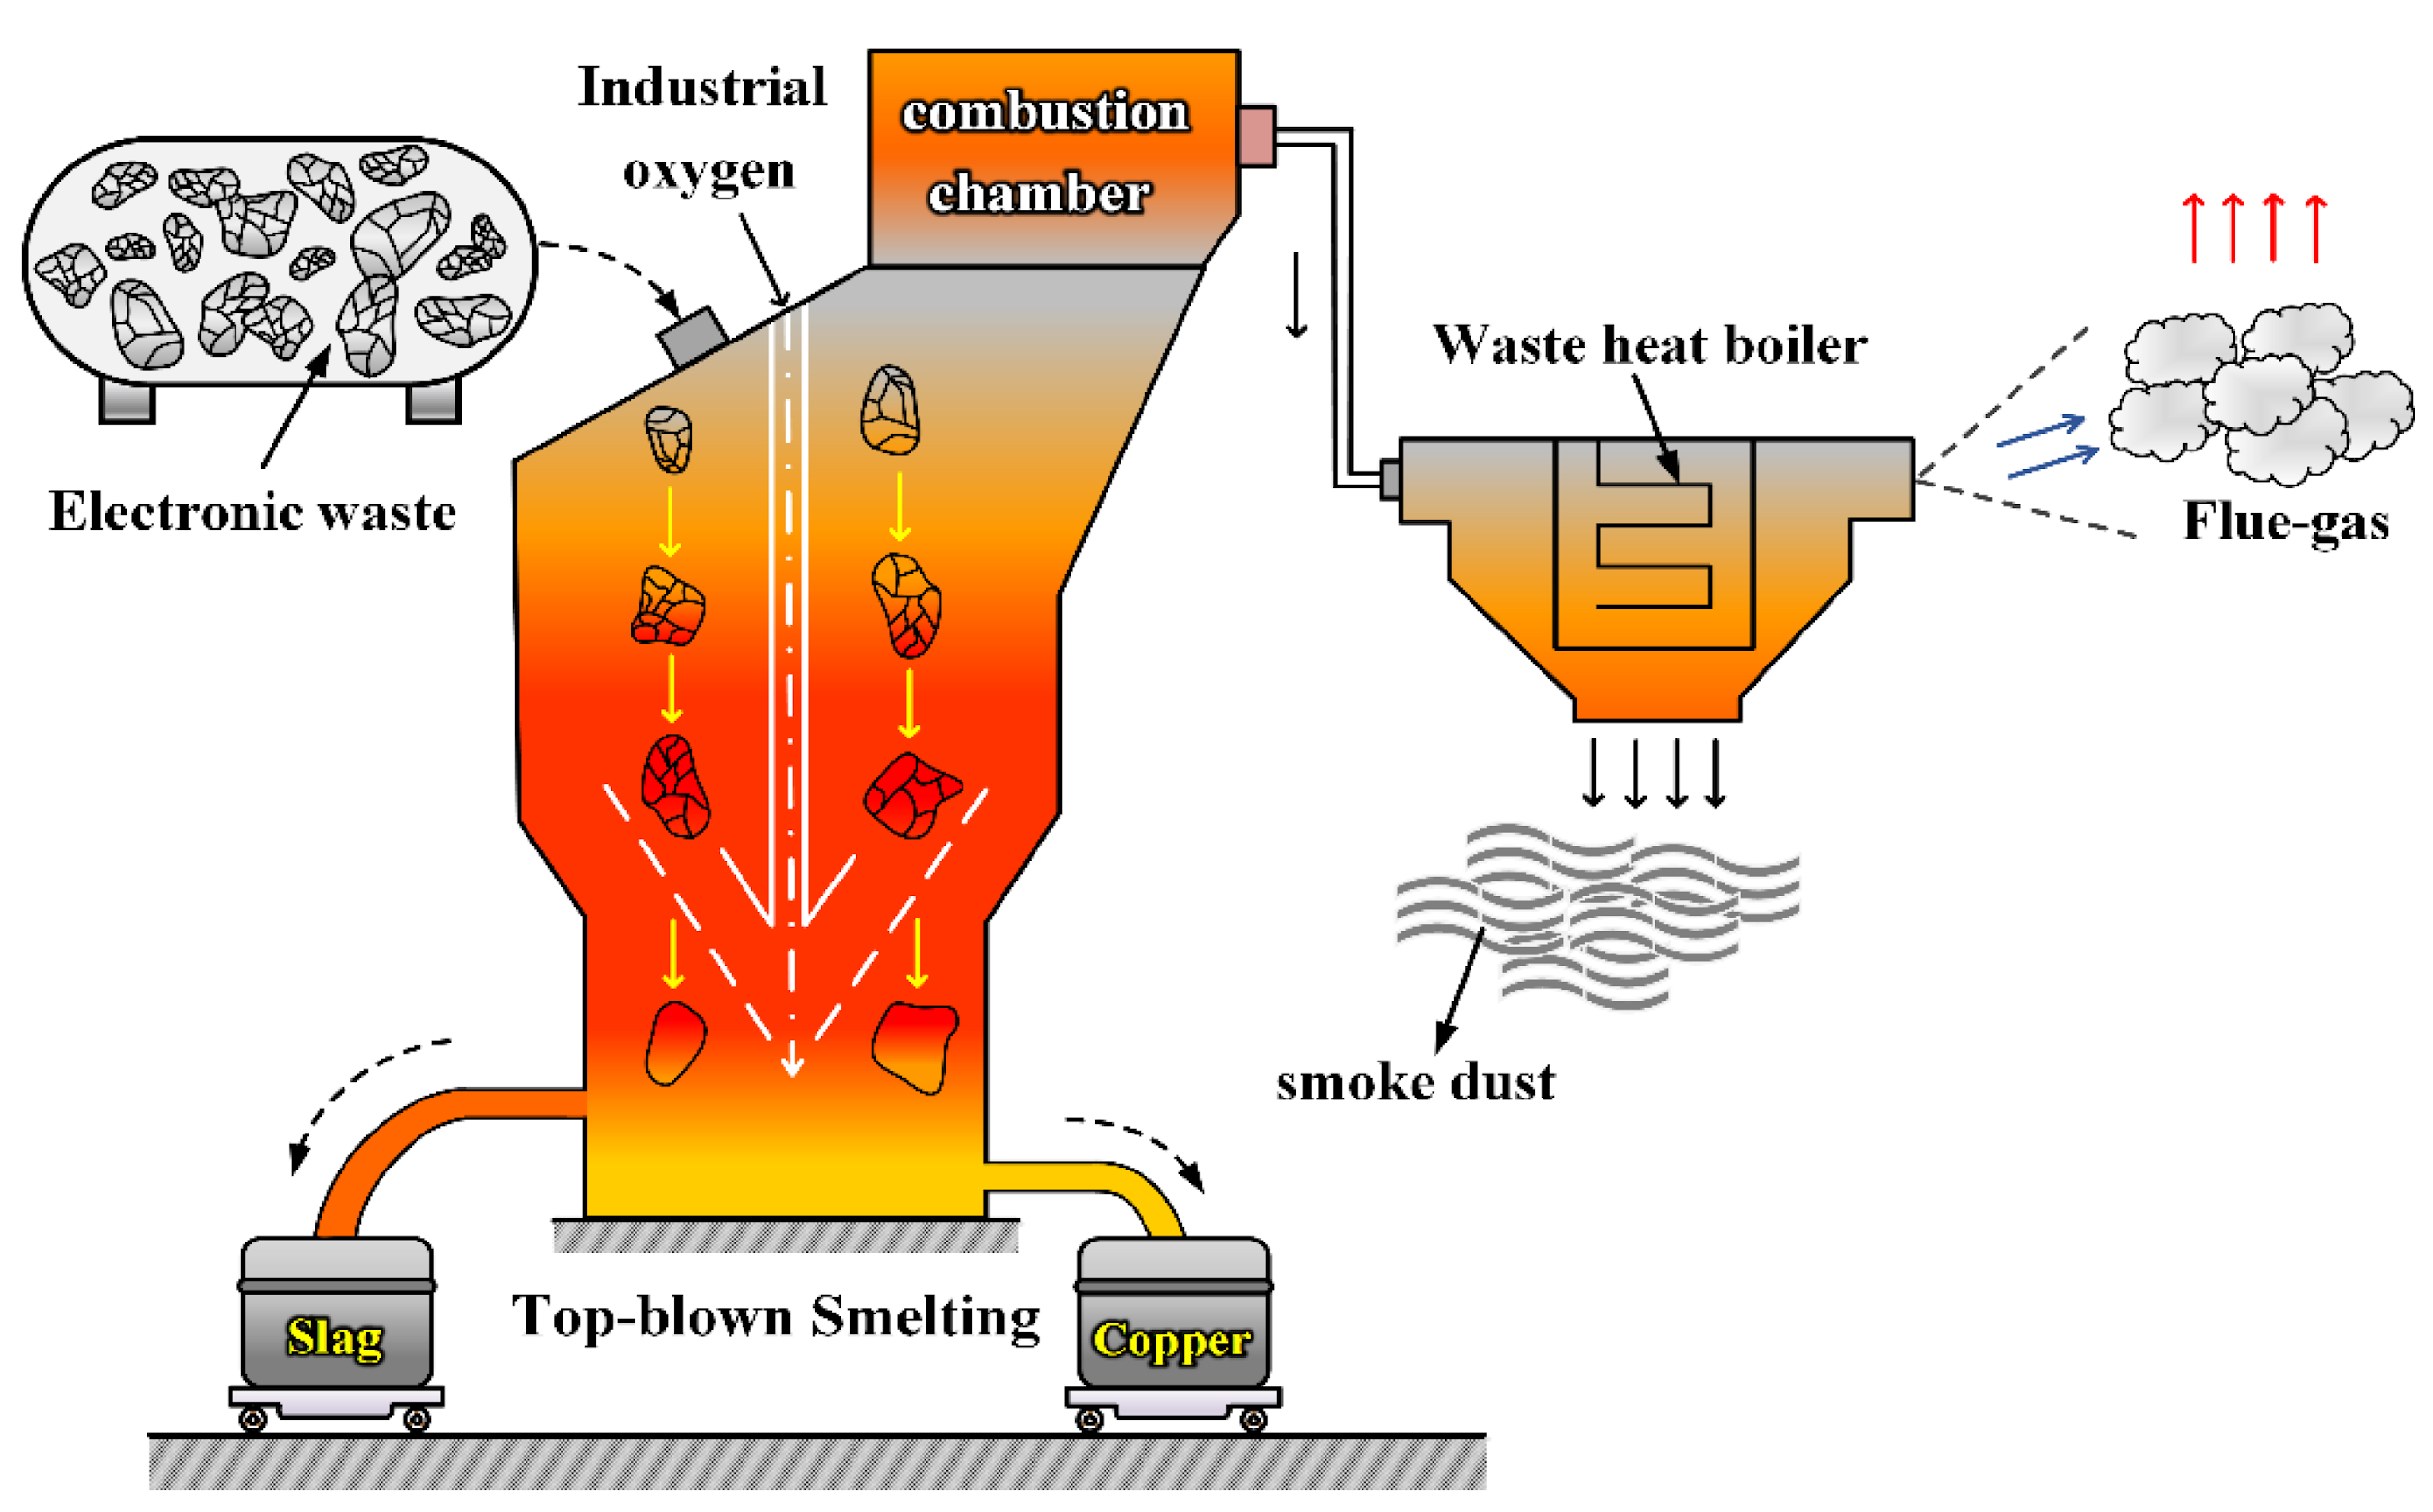 Industrial
oxygen
combustion
chamber
Electronic waste
Waste heat boiler
Flue-gas
smoke dust
Slag
Top-blown Smelting
Copper